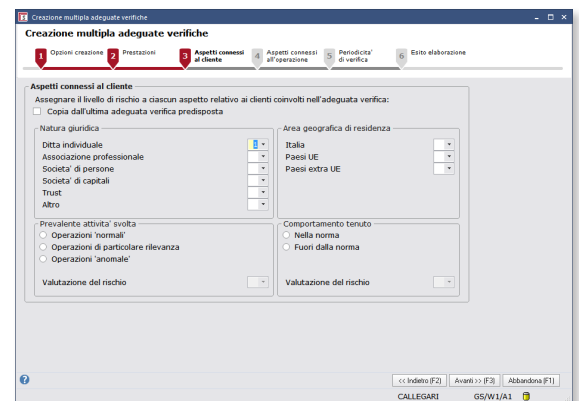 Creazione multipla adeguate verifiche
Creazione multipla adeguate verifiche
1 Opzioni creazione 2 Prestazioni 3 Aspetti connessi al cliente 4 Aspetti connessi all'operazione 5 Periodicita' di verifica 6 Esito elaborazione
Aspetti connessi al cliente
Assegnare il livello di rischio a ciascun aspetto relativo ai clienti coinvolti nell'adeguata verifica:
Copia dall'ultima adeguata verifica predisposta
Natura giuridica
Ditta individuale 1
Associazione professionale
Societa' di persone
Societa' di capitali
Trust
Altro
Area geografica di residenza
Italia
Paesi UE
Paesi extra UE
Prevalente attivita' svolta
Operazioni 'normali'
Operazioni di particolare rilevanza
Operazioni 'anomale'
Valutazione del rischio
Comportamento tenuto
Nella norma
Fuori dalla norma
Valutazione del rischio
<< Indietro (F2) Avanti >> (F3) Abbandona (F1)
CALLEGARI GS/W1/A1